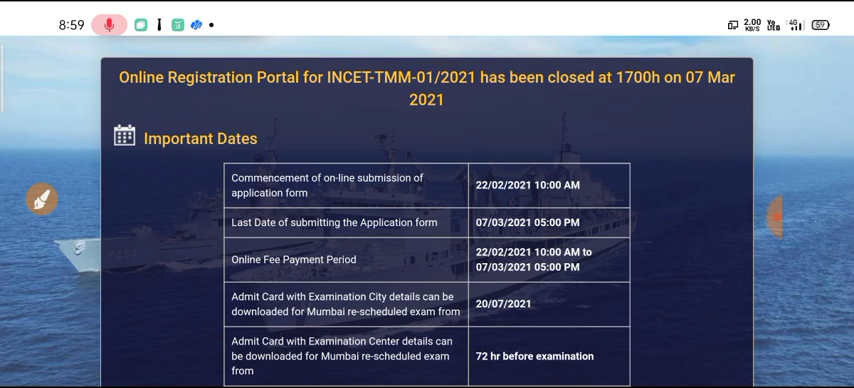 8:59
2.00
KB/S
Vo
LTE
4G
59
Online Registration Portal for INCET-TMM-01/2021 has been closed at 1700h on 07 Mar
2021
Important Dates
Commencement of on-line submission of
application form
22/02/2021 10:00 AM
Last Date of submitting the Application form
07/03/2021 05:00 PM
Online Fee Payment Period
22/02/2021 10:00 AM to
07/03/2021 05:00 PM
Admit Card with Examination City details can be
downloaded for Mumbai re-scheduled exam from
20/07/2021
Admit Card with Examination Center details can
be downloaded for Mumbai re-scheduled exam
from
72 hr before examination